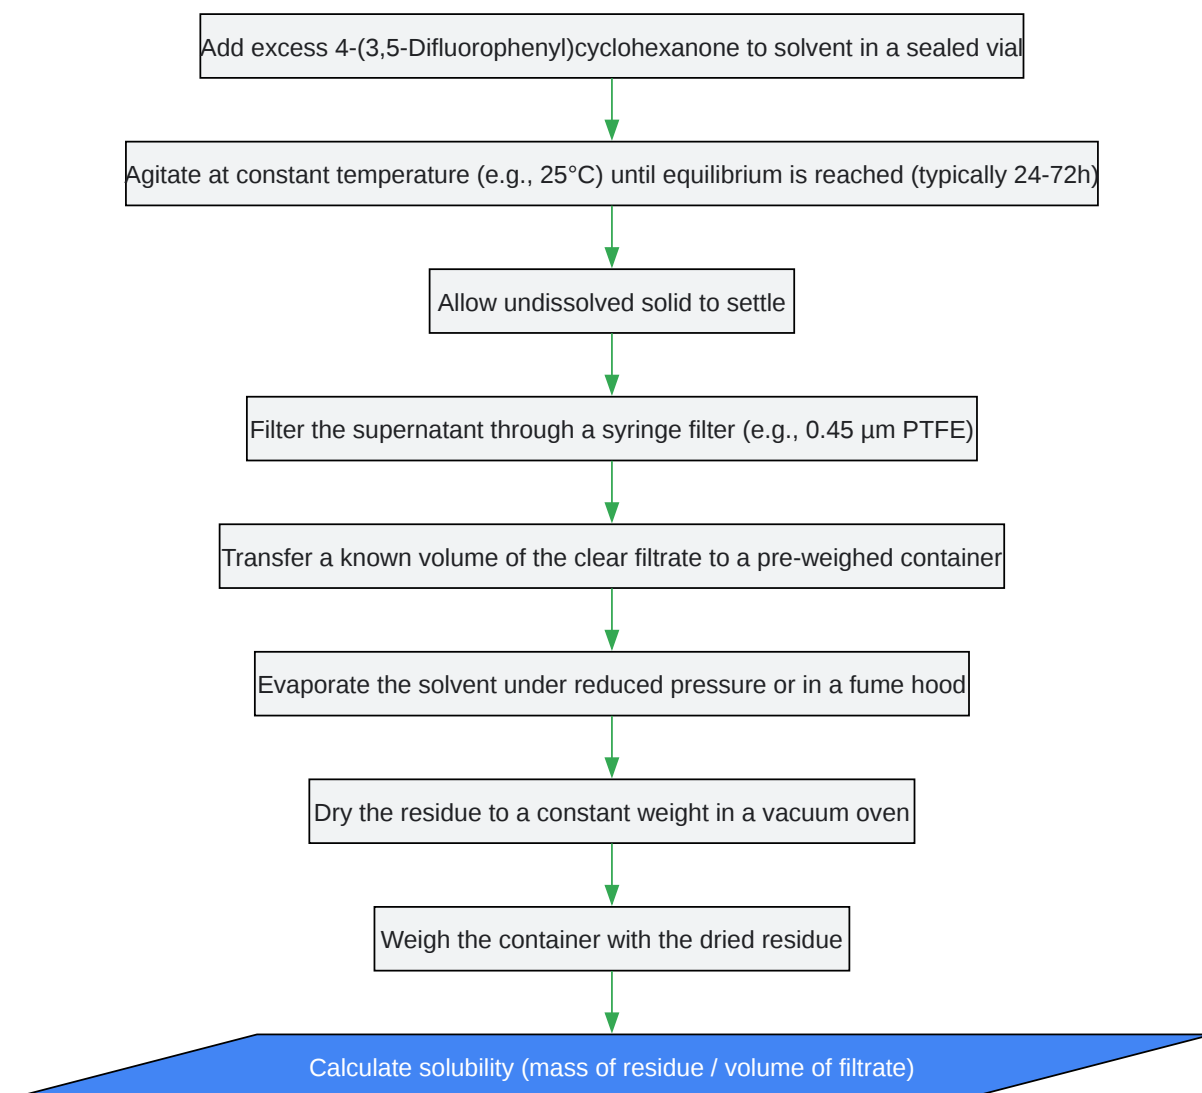 Add excess 4-(3,5-Difluorophenyl)cyclohexanone to solvent in a sealed vial
Agitate at constant temperature (e.g., 25°C) until equilibrium is reached (typically 24-72h)
Allow undissolved solid to settle
Filter the supernatant through a syringe filter (e.g., 0.45 µm PTFE)
Transfer a known volume of the clear filtrate to a pre-weighed container
Evaporate the solvent under reduced pressure or in a fume hood
Dry the residue to a constant weight in a vacuum oven
Weigh the container with the dried residue
Calculate solubility (mass of residue / volume of filtrate)